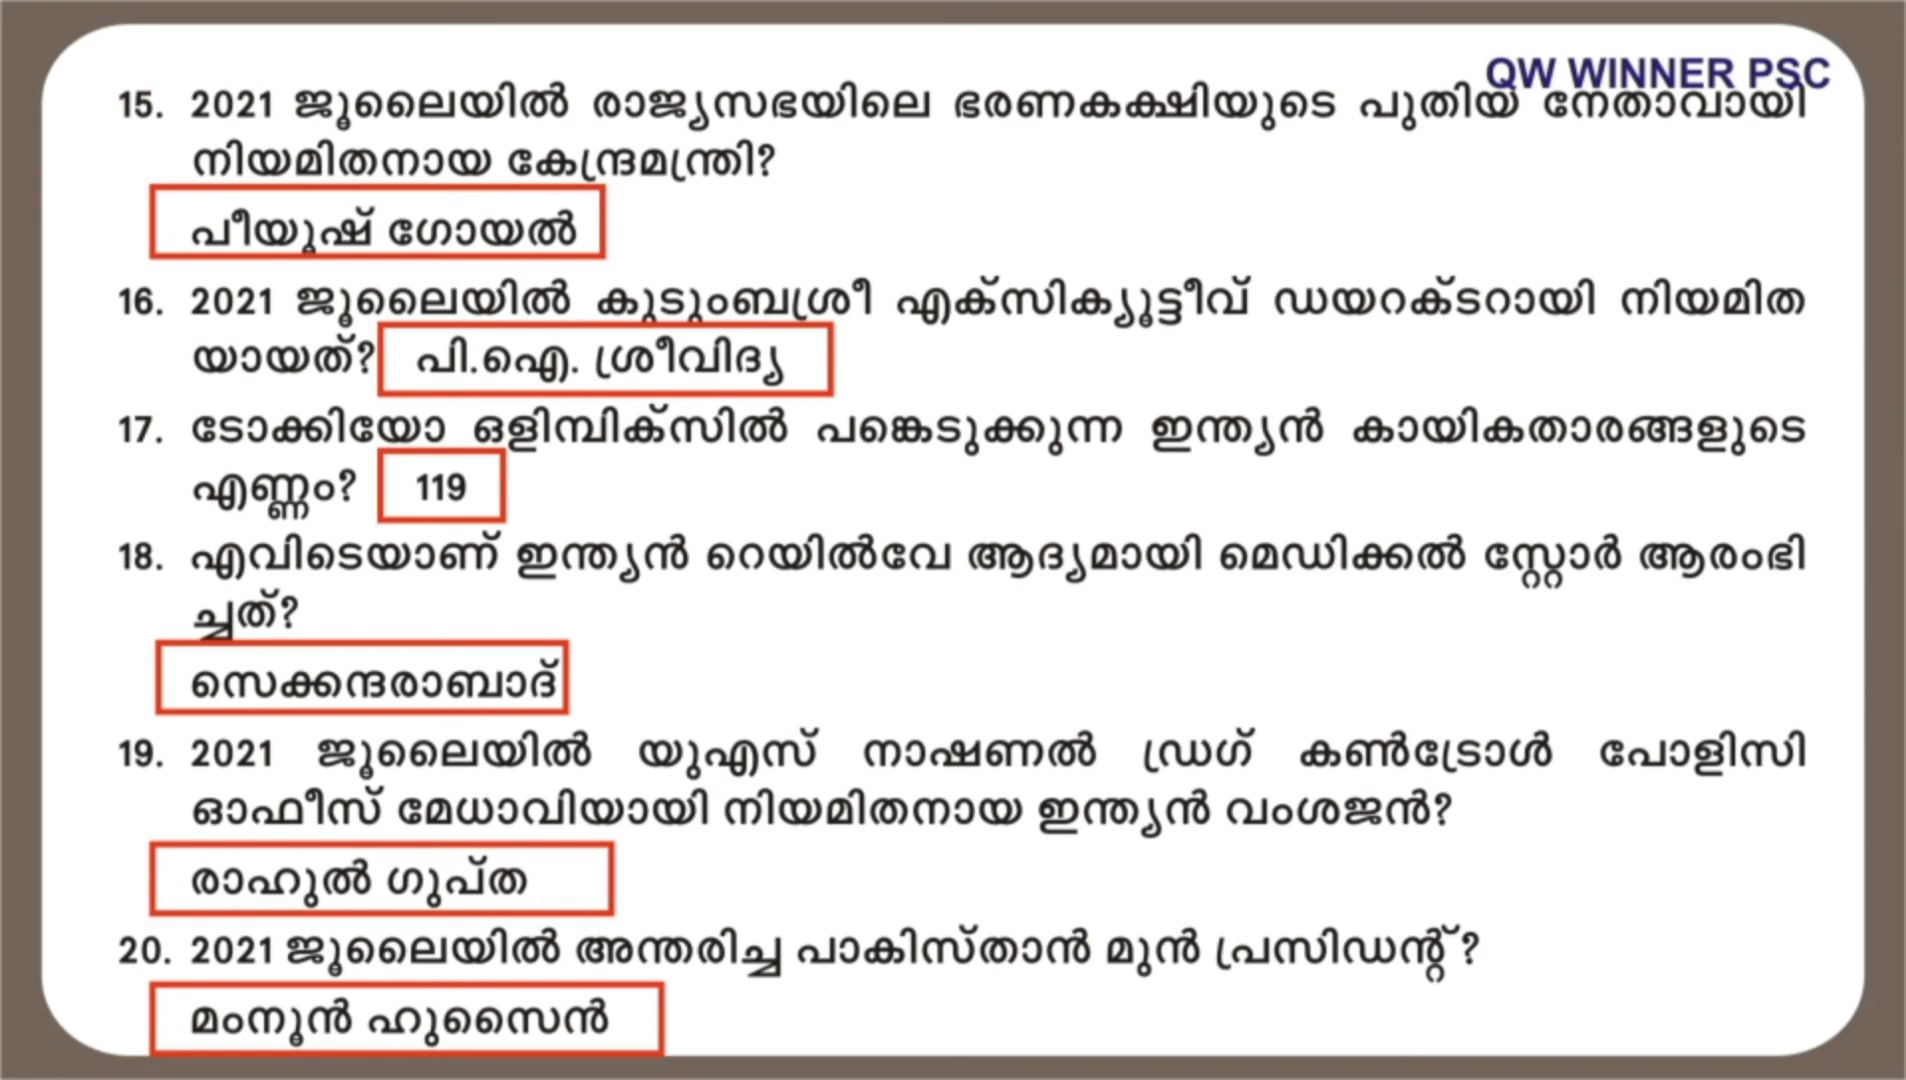 QW WINNER PSC
15. 2021 ജൂലൈയിൽ രാജ്യസഭയിലെ ഭരണകക്ഷിയുടെ പുതിയ നേതാവായി
നിയമിതനായ കേന്ദ്രമന്ത്രി?
പീയൂഷ് ഗോയൽ
16. 2021 ജൂലൈയിൽ കുടുംബശ്രീ എക്സിക്യൂട്ടീവ് ഡയറക്ടറായി നിയമിത
യായത്? പി.ഐ. ശ്രീവിദ്യ
17. ടോക്കിയോ ഒളിമ്പിക്സിൽ പങ്കെടുക്കുന്ന ഇന്ത്യൻ കായികതാരങ്ങളുടെ
എണ്ണം? 119
18. എവിടെയാണ് ഇന്ത്യൻ റെയിൽവേ ആദ്യമായി മെഡിക്കൽ സ്റ്റോർ ആരംഭി
ച്ചത്?
സെക്കന്ദരാബാദ്
19. 2021 ജൂലൈയിൽ യുഎസ് നാഷണൽ ഡ്രഗ് കൺട്രോൾ പോളിസി
ഓഫീസ് മേധാവിയായി നിയമിതനായ ഇന്ത്യൻ വംശജൻ?
രാഹുൽ ഗുപ്ത
20. 2021 ജൂലൈയിൽ അന്തരിച്ച പാകിസ്താൻ മുൻ പ്രസിഡന്റ്?
മംനൂൻ ഹുസൈൻ